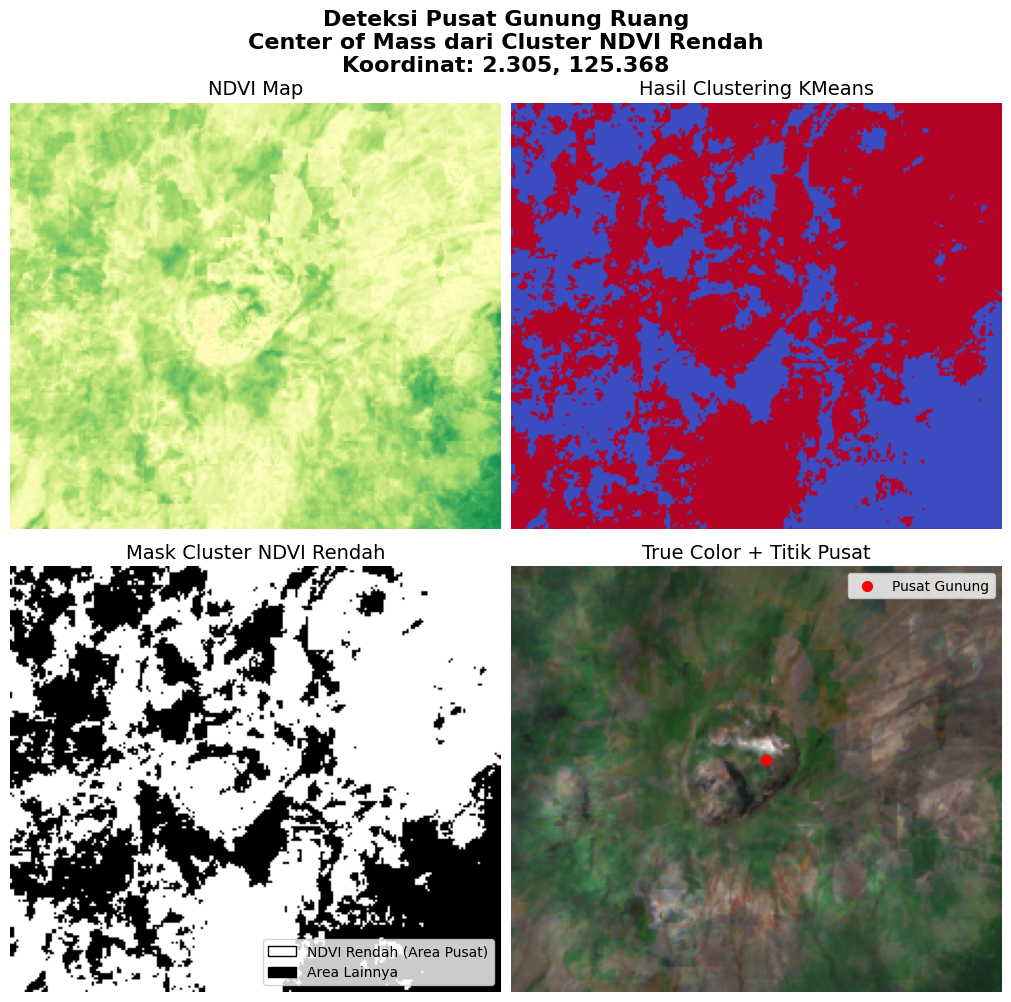 Deteksi Pusat Gunung Ruang
Center of Mass dari Cluster NDVI Rendah
Koordinat: 2.305, 125.368
NDVI Map
Hasil Clustering KMeans
Mask Cluster NDVI Rendah
NDVI Rendah (Area Pusat)
Area Lainnya
True Color + Titik Pusat
Pusat Gunung